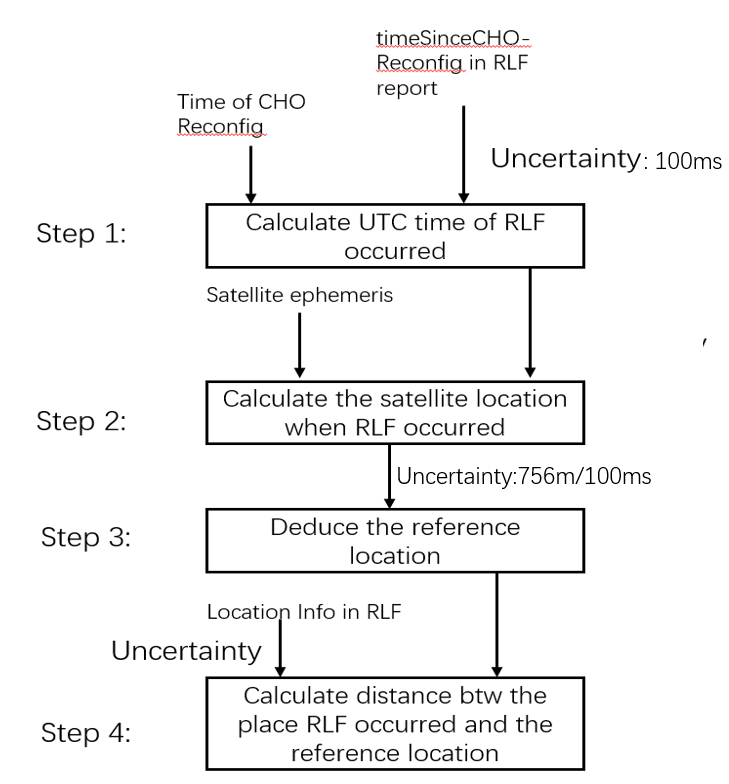 timeSinceCHO-
Reconfig in RLF
report
Time of CHO
Reconfig
Uncertainty: 100ms
Step 1:
Calculate UTC time of RLF
occurred
Satellite ephemeris
Step 2:
Calculate the satellite location
when RLF occurred
Uncertainty:756m/100ms
Step 3:
Deduce the reference
location
Location Info in RLF
Uncertainty
Step 4:
Calculate distance btw the
place RLF occurred and the
reference location